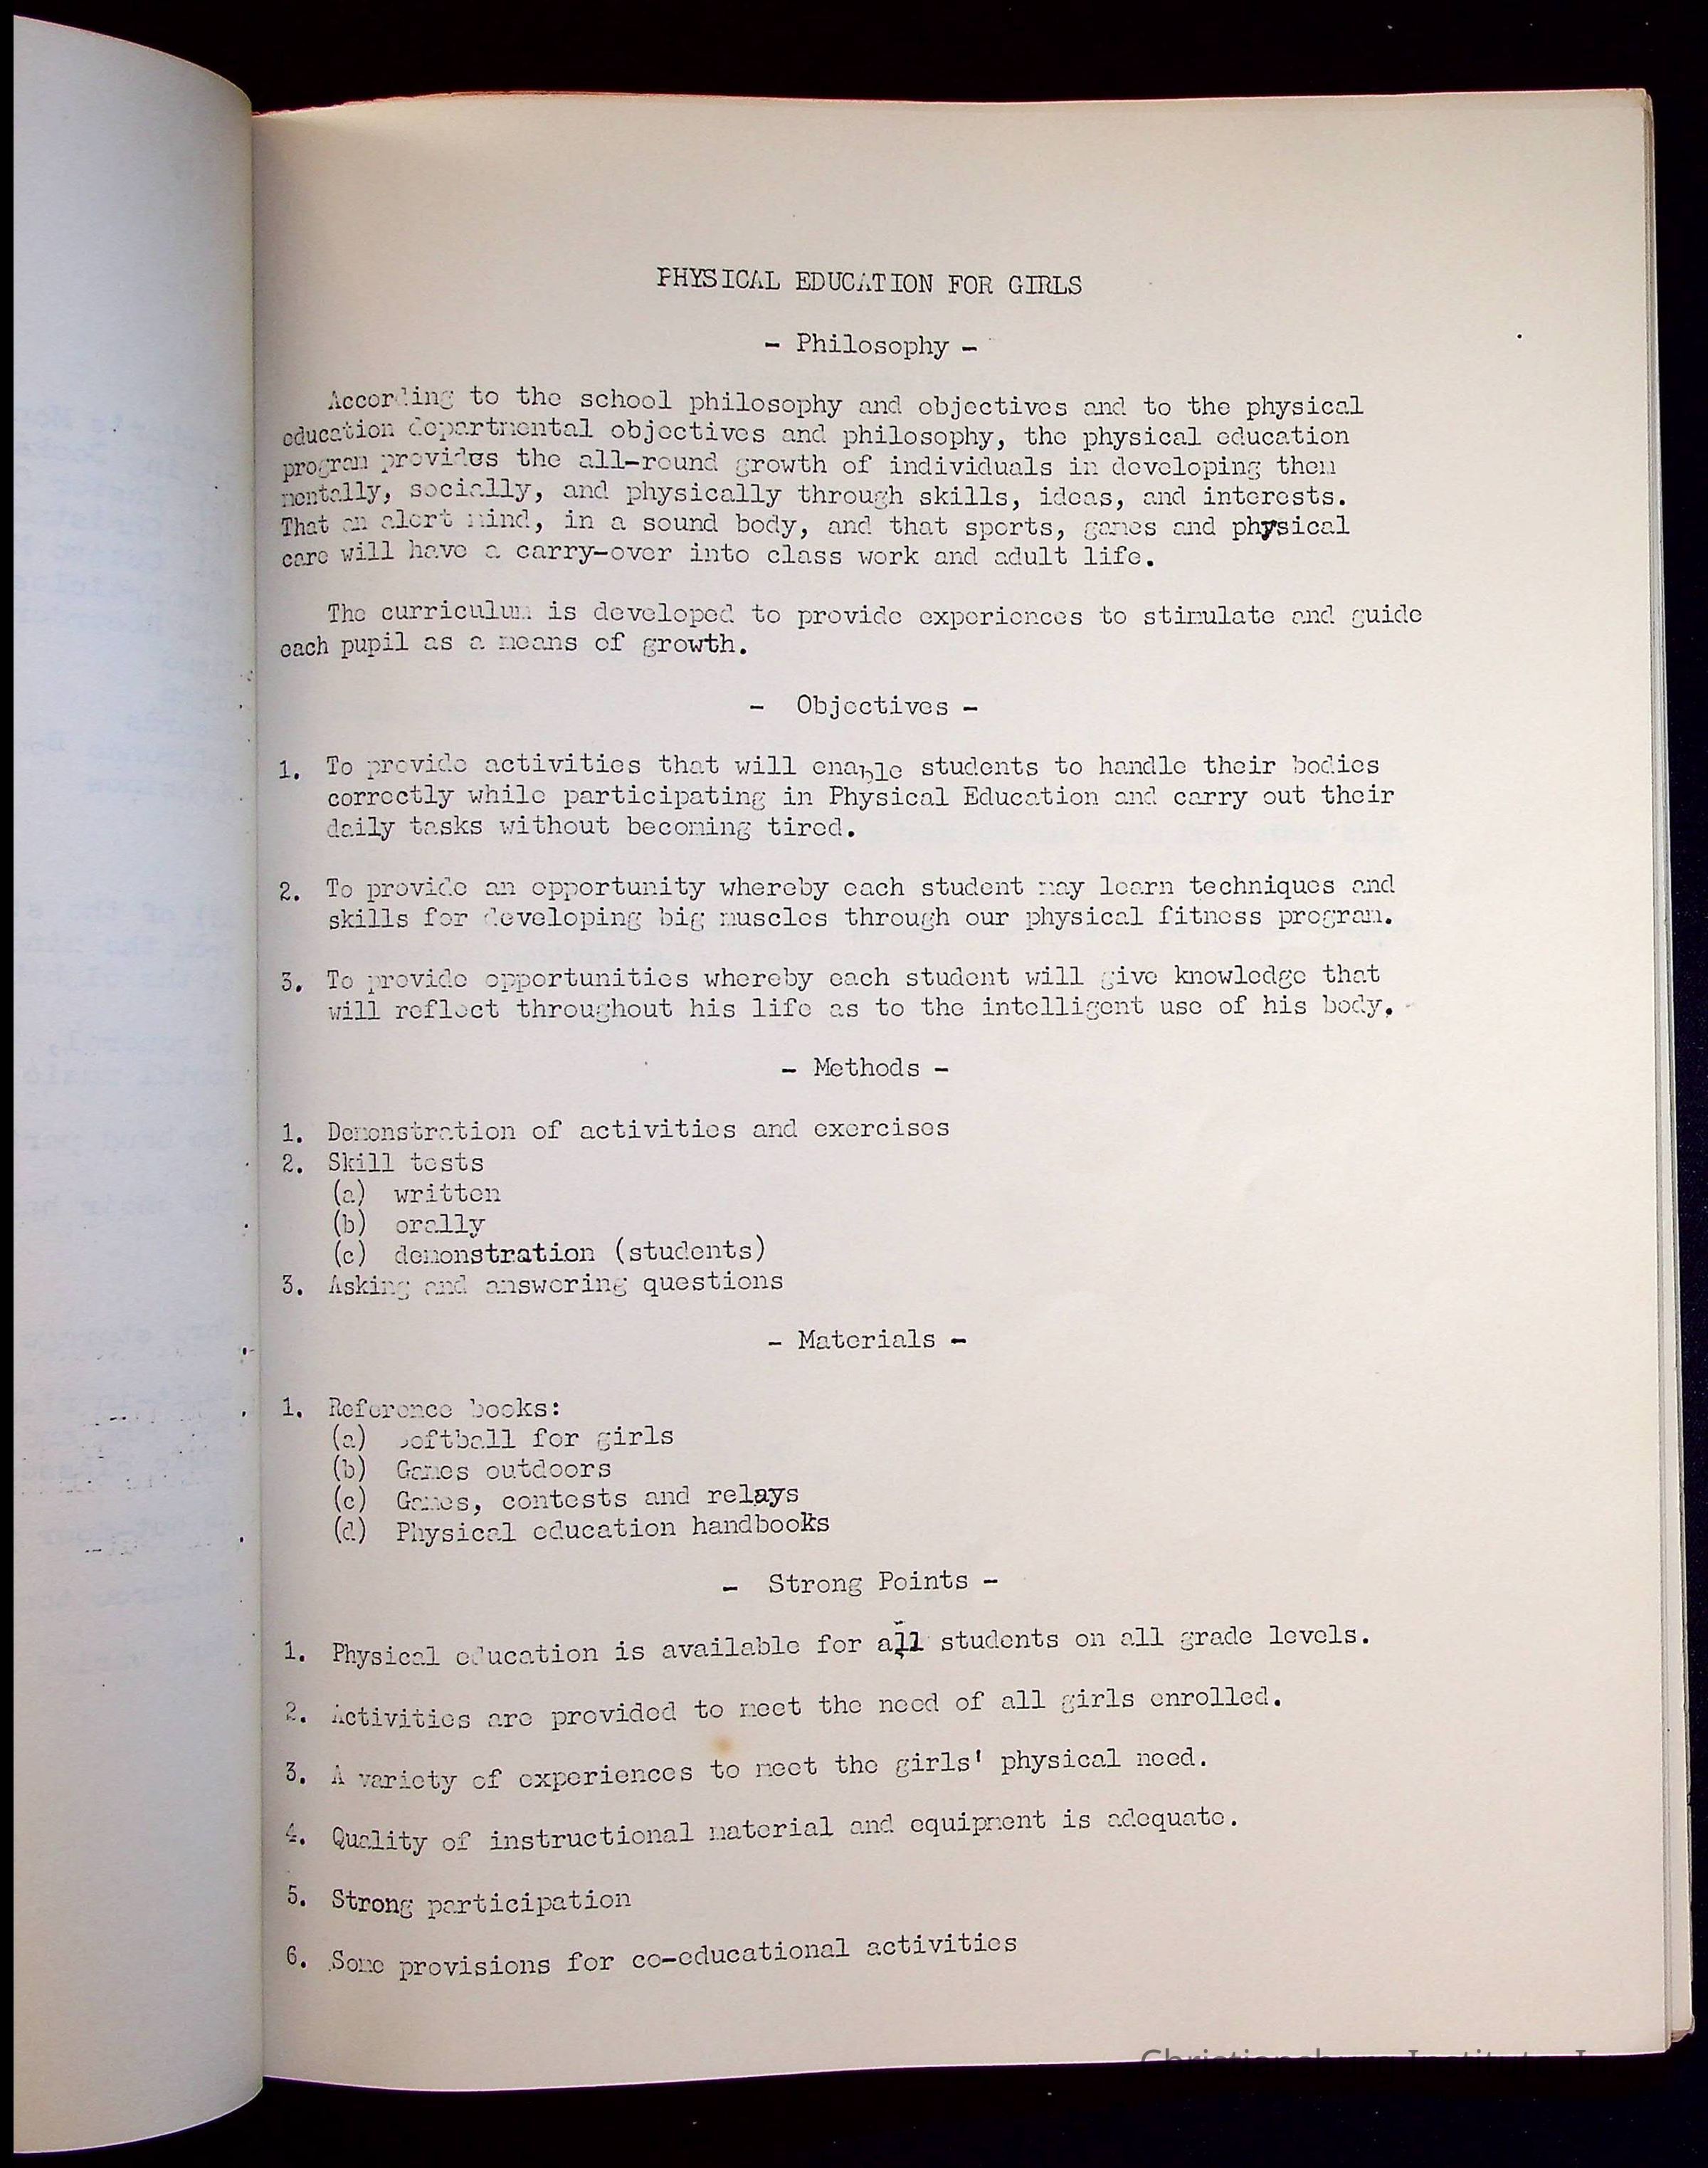 PHYSICAL EDUCATION FOR GIRLS
- Philosophy -
According to the school philosophy and objectives and to the physical
education departmental objectives and philosophy, the physical education
program provides the all-round growth of individuals in developing them
mentally, socially, and physically through skills, ideas, and interests.
That an alert mind, in a sound body, and that sports, games and physical
care will have a carry-over into class work and adult life.
The curriculum is developed to provide experiences to stimulate and guide
each pupil as a means of growth.
- Objectives -
1. To provide activities that will enable students to handle their bodies
correctly while participating in Physical Education and carry out their
daily tasks without becoming tired.
2. To provide an opportunity whereby each student may learn techniques and
skills for developing big muscles through our physical fitness program.
3. To provide opportunities whereby each student will give knowledge that
will reflect throughout his life as to the intelligent use of his body.
- Methods -
1. Demonstration of activities and exercises
2. Skill tests
(a) written
(b) orally
(c) demonstration (students)
3. Asking and answering questions
- Materials -
1. Reference books:
(a) Softball for girls
(b) Games outdoors
(c) Games, contests and relays
(d) Physical education handbooks
- Strong Points -
1. Physical education is available for all students on all grade levels.
2. Activities are provided to meet the need of all girls enrolled.
3. A variety of experiences to meet the girls' physical need.
4. Quality of instructional material and equipment is adequate.
5. Strong participation
6. Some provisions for co-educational activities